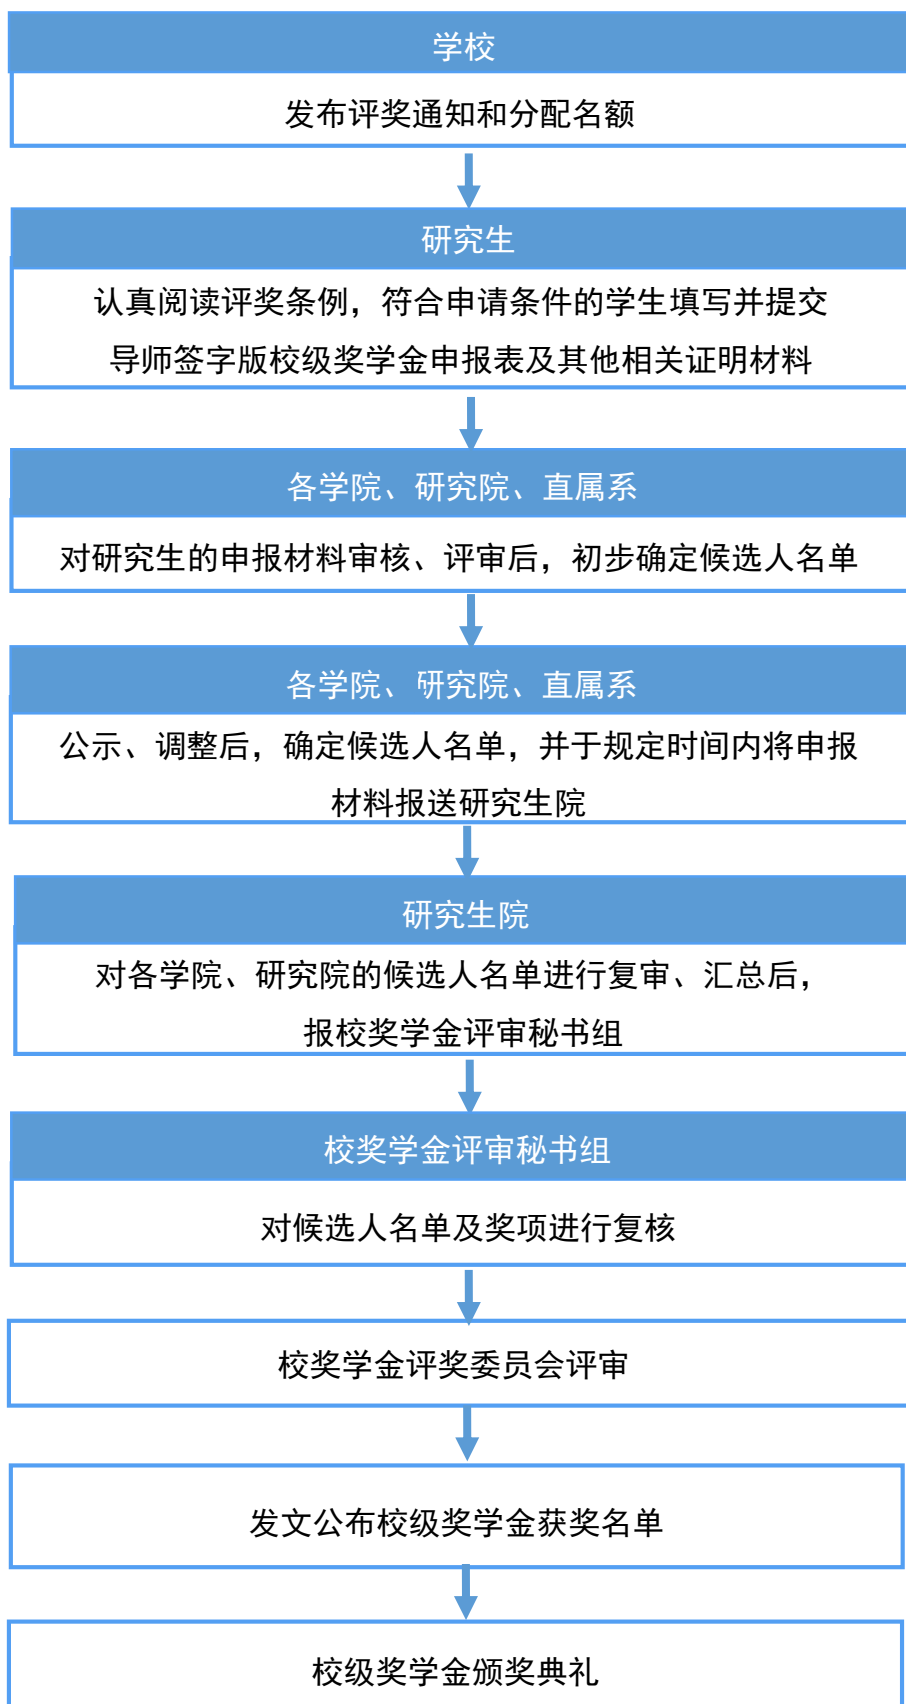 学校
发布评奖通知和分配名额
研究生
认真阅读评奖条例，符合申请条件的学生填写并提交
导师签字版校级奖学金申报表及其他相关证明材料
各学院、研究院、直属系
对研究生的申报材料审核、评审后，初步确定候选人名单
各学院、研究院、直属系
公示、调整后，确定候选人名单，并于规定时间内将申报
材料报送研究生院
研究生院
对各学院、研究院的候选人名单进行复审、汇总后，
报校奖学金评审秘书组
校奖学金评审秘书组
对候选人名单及奖项进行复核
校奖学金评奖委员会评审
发文公布校级奖学金获奖名单
校级奖学金颁奖典礼